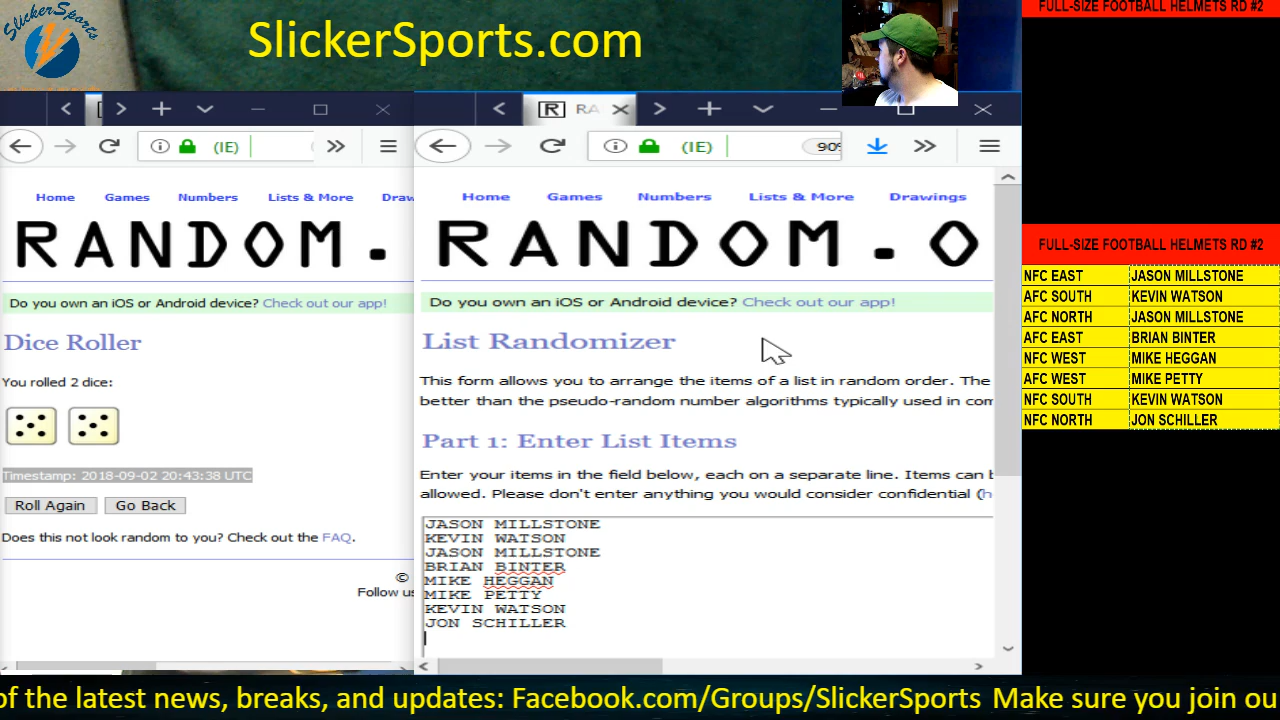 SlickerSports
SlickerSports.com
FULL-SIZE FOOTBALL HELMETS RD #2
(IE)
Home Games Numbers Lists & More Draw
RANDOM.
Do you own an iOS or Android device? Check out our app!
Dice Roller
You rolled 2 dice:
Timestamp: 2018-09-02 20:43:38 UTC
Roll Again Go Back
Does this not look random to you? Check out the FAQ.
©
Follow us
R RA
(IE) 90%
Home Games Numbers Lists & More Drawings
RANDOM.O
Do you own an iOS or Android device? Check out our app!
List Randomizer
This form allows you to arrange the items of a list in random order. The
better than the pseudo-random number algorithms typically used in com
Part 1: Enter List Items
Enter your items in the field below, each on a separate line. Items can b
allowed. Please don't enter anything you would consider confidential (h
JASON MILLSTONE
KEVIN WATSON
JASON MILLSTONE
BRIAN BINTER
MIKE HEGGAN
MIKE PETTY
KEVIN WATSON
JON SCHILLER
FULL-SIZE FOOTBALL HELMETS RD #2
NFC EAST JASON MILLSTONE
AFC SOUTH KEVIN WATSON
AFC NORTH JASON MILLSTONE
AFC EAST BRIAN BINTER
NFC WEST MIKE HEGGAN
AFC WEST MIKE PETTY
NFC SOUTH KEVIN WATSON
NFC NORTH JON SCHILLER
of the latest news, breaks, and updates: Facebook.com/Groups/SlickerSports Make sure you join ou